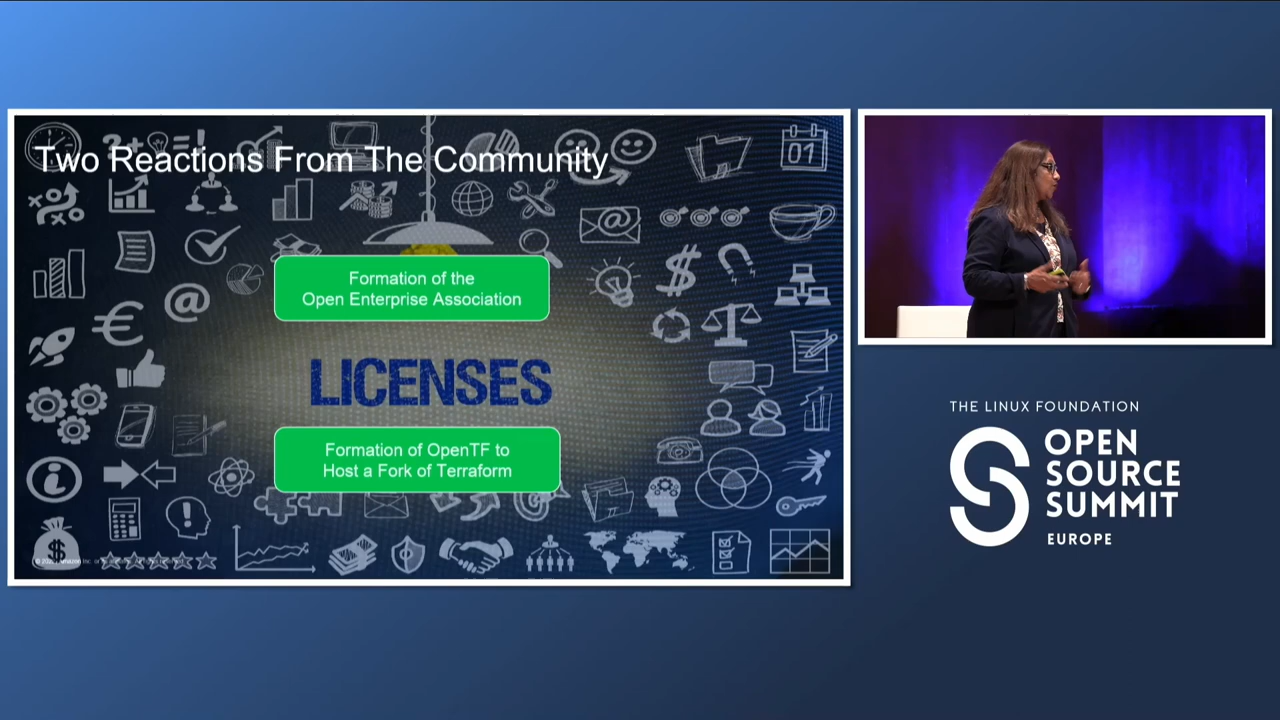 Two Reactions From The Community
01
Formation of the
Open Enterprise Association
LICENSES
Formation of OpenTF to
Host a Fork of Terraform
THE LINUX FOUNDATION
OPEN
SOURCE
SUMMIT
EUROPE